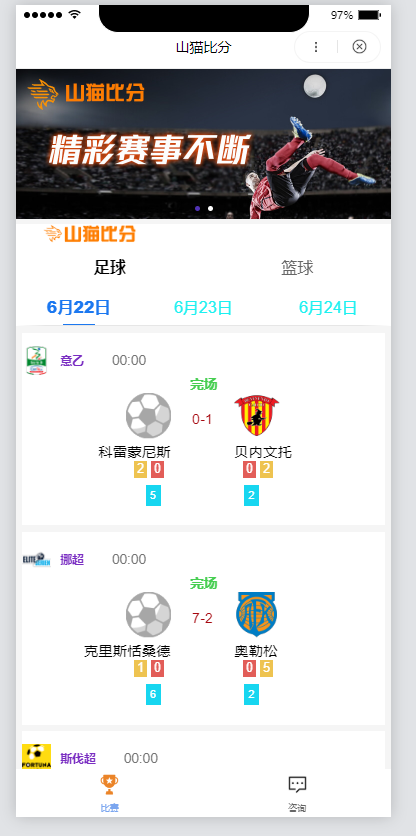 97%
山猫比分
山猫比分
精彩赛事不断
山猫比分
足球 篮球
6月22日 6月23日 6月24日
意乙 00:00
完场
0-1
科雷蒙尼斯 贝内文托
2 0 0 2
5 2
ELITE SERIEN 挪超 00:00
完场
7-2
克里斯恬桑德 奥勒松
1 0 0 5
6 2
FORTUNA 斯伐超 00:00
比赛 咨询